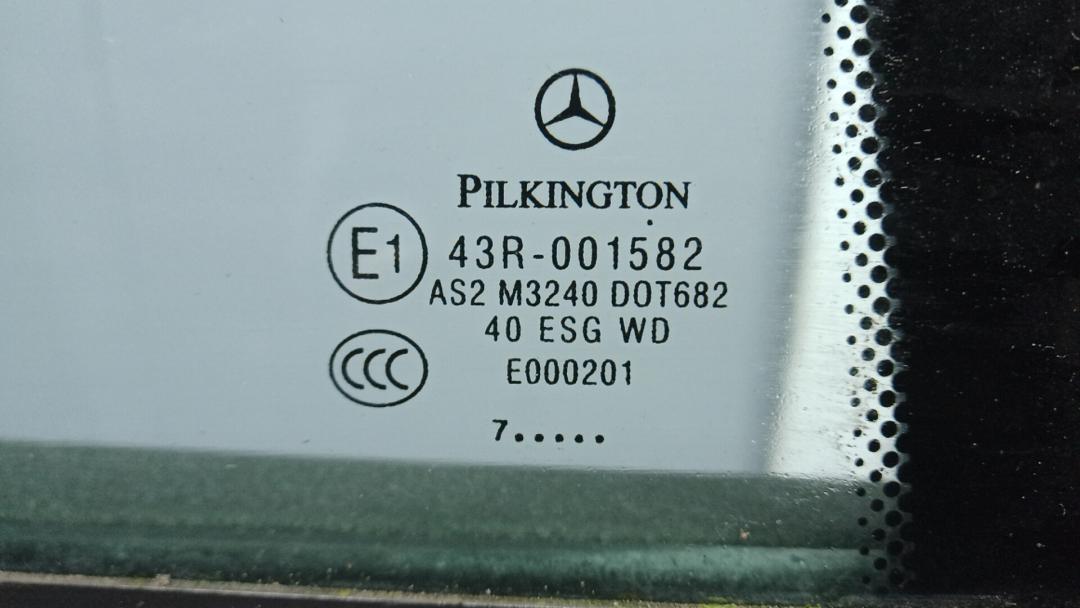 PILKINGTON
E1
43R-001582
AS2 M3240 DOT682
40 ESG WD
CCC
E000201
7.....